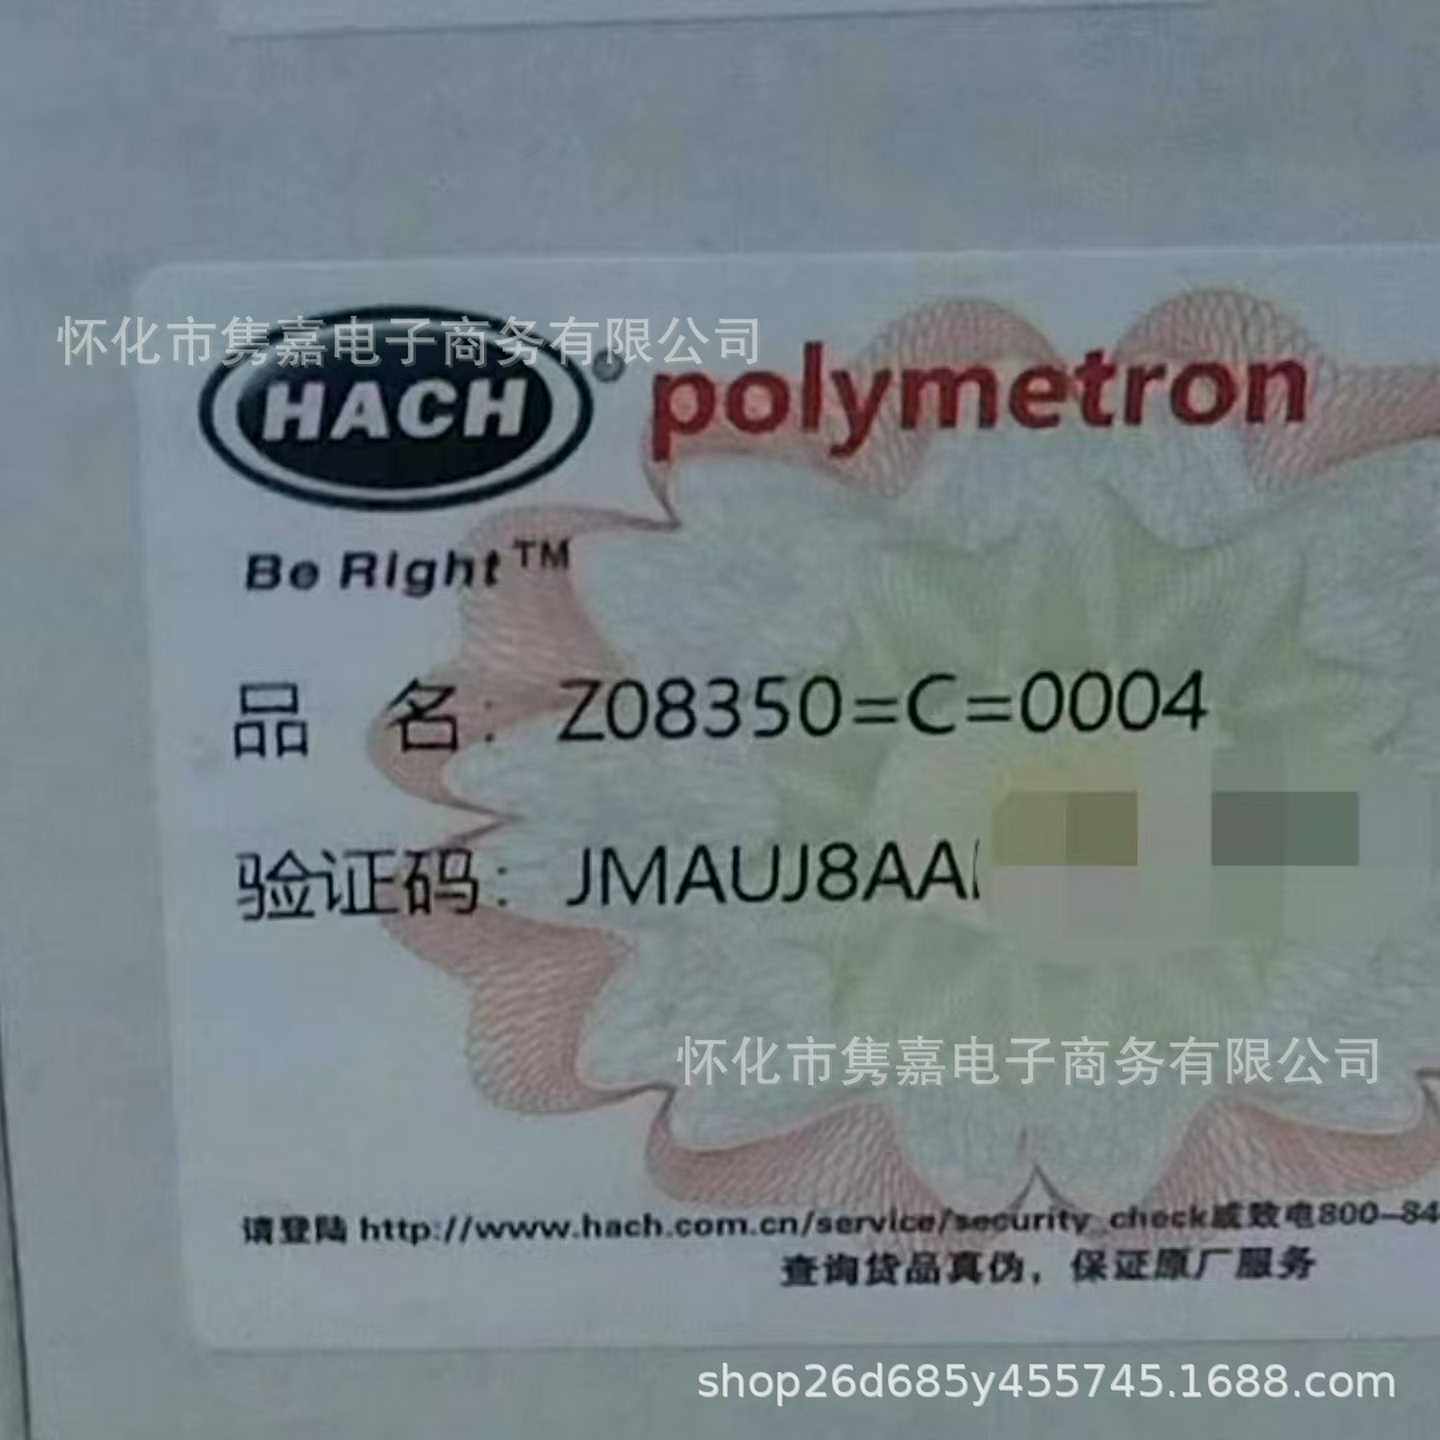 怀化市隽嘉电子商务有限公司
HACH® polymetron
Be Right™
品 名: Z08350=C=0004
验证码: JMAUJ8AA
怀化市隽嘉电子商务有限公司
请登陆 http://www.hach.com.cn/service/security_check或致电800-84
查询货品真伪，保证原厂服务
shop26d685y455745.1688.com